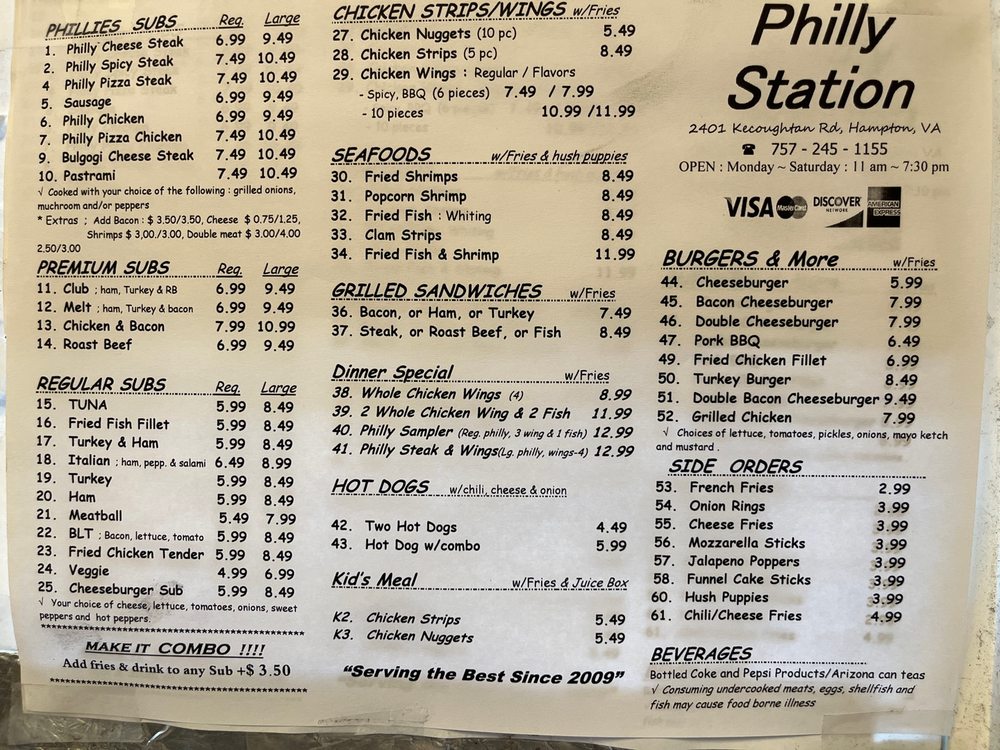 PHILLIES SUBS Reg. Large
1. Philly Cheese Steak 6.99 9.49
2. Philly Spicy Steak 7.49 10.49
4 Philly Pizza Steak 7.49 10.49
5. Sausage 6.99 9.49
6. Philly Chicken 6.99 9.49
7. Philly Pizza Chicken 7.49 10.49
9. Bulgogi Cheese Steak 7.49 10.49
10. Pastrami 7.49 10.49
√ Cooked with your choice of the following : grilled onions,
muchroom and/or peppers
* Extras ; Add Bacon : $ 3.50/3.50, Cheese $ 0.75/1.25,
Shrimps $ 3,00./3.00, Double meat $ 3.00/4.00
2.50/3.00
PREMIUM SUBS Reg. Large
11. Club ; ham, Turkey & RB 6.99 9.49
12. Melt ; ham, Turkey & bacon 6.99 9.49
13. Chicken & Bacon 7.99 10.99
14. Roast Beef 6.99 9.49
REGULAR SUBS Reg. Large
15. TUNA 5.99 8.49
16. Fried Fish Fillet 5.99 8.49
17. Turkey & Ham 5.99 8.49
18. Italian ; ham, pepp. & salami 6.49 8.99
19. Turkey 5.99 8.49
20. Ham 5.99 8.49
21. Meatball 5.49 7.99
22. BLT ; Bacon, lettuce, tomato 5.99 8.49
23. Fried Chicken Tender 5.99 8.49
24. Veggie 4.99 6.99
25. Cheeseburger Sub 5.99 8.49
√ Your choice of cheese, lettuce, tomatoes, onions, sweet
peppers and hot peppers.
MAKE IT COMBO !!!!
Add fries & drink to any Sub +$ 3.50
CHICKEN STRIPS/WINGS w/Fries
27. Chicken Nuggets (10 pc) 5.49
28. Chicken Strips (5 pc) 8.49
29. Chicken Wings : Regular / Flavors
- Spicy, BBQ (6 pieces) 7.49 / 7.99
- 10 pieces 10.99 /11.99
SEAFOODS w/Fries & hush puppies
30. Fried Shrimps 8.49
31. Popcorn Shrimp 8.49
32. Fried Fish : Whiting 8.49
33. Clam Strips 8.49
34. Fried Fish & Shrimp 11.99
GRILLED SANDWICHES w/Fries
36. Bacon, or Ham, or Turkey 7.49
37. Steak, or Roast Beef, or Fish 8.49
Dinner Special w/Fries
38. Whole Chicken Wings (4) 8.99
39. 2 Whole Chicken Wing & 2 Fish 11.99
40. Philly Sampler (Reg. philly, 3 wing & 1 fish) 12.99
41. Philly Steak & Wings(Lg. philly, wings-4) 12.99
HOT DOGS w/chili, cheese & onion
42. Two Hot Dogs 4.49
43. Hot Dog w/combo 5.99
Kid's Meal w/Fries & Juice Box
K2. Chicken Strips 5.49
K3. Chicken Nuggets 5.49
"Serving the Best Since 2009"
Philly
Station
2401 Kecoughtan Rd, Hampton, VA
☎ 757 - 245 - 1155
OPEN : Monday ~ Saturday : 11 am ~ 7:30 pm
VISA MasterCard DISCOVER NETWORK AMERICAN EXPRESS
BURGERS & More w/Fries
44. Cheeseburger 5.99
45. Bacon Cheeseburger 7.99
46. Double Cheeseburger 7.99
47. Pork BBQ 6.49
49. Fried Chicken Fillet 6.99
50. Turkey Burger 8.49
51. Double Bacon Cheeseburger 9.49
52. Grilled Chicken 7.99
√ Choices of lettuce, tomatoes, pickles, onions, mayo ketch
and mustard .
SIDE ORDERS
53. French Fries 2.99
54. Onion Rings 3.99
55. Cheese Fries 3.99
56. Mozzarella Sticks 3.99
57. Jalapeno Poppers 3.99
58. Funnel Cake Sticks 3.99
60. Hush Puppies 3.99
61. Chili/Cheese Fries 4.99
BEVERAGES
Bottled Coke and Pepsi Products/Arizona can teas
√ Consuming undercooked meats, eggs, shellfish and
fish may cause food borne illness